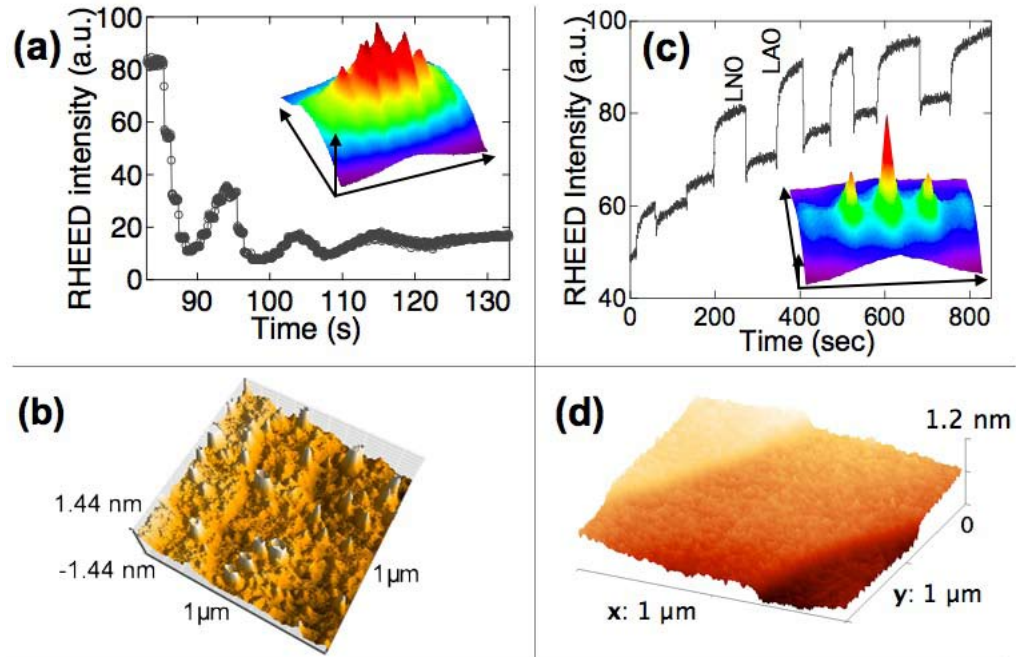 (a)
RHEED intensity (a.u.)
100
80
60
40
20
0
90 100 110 120 130
Time (s)
(c)
RHEED Intensity (a.u.)
100
80
60
40
LNO
LAO
0 200 400 600 800
Time (sec)
(b)
1.44 nm
-1.44 nm
1µm
1µm
(d)
1.2 nm
0
x: 1 µm
y: 1 µm